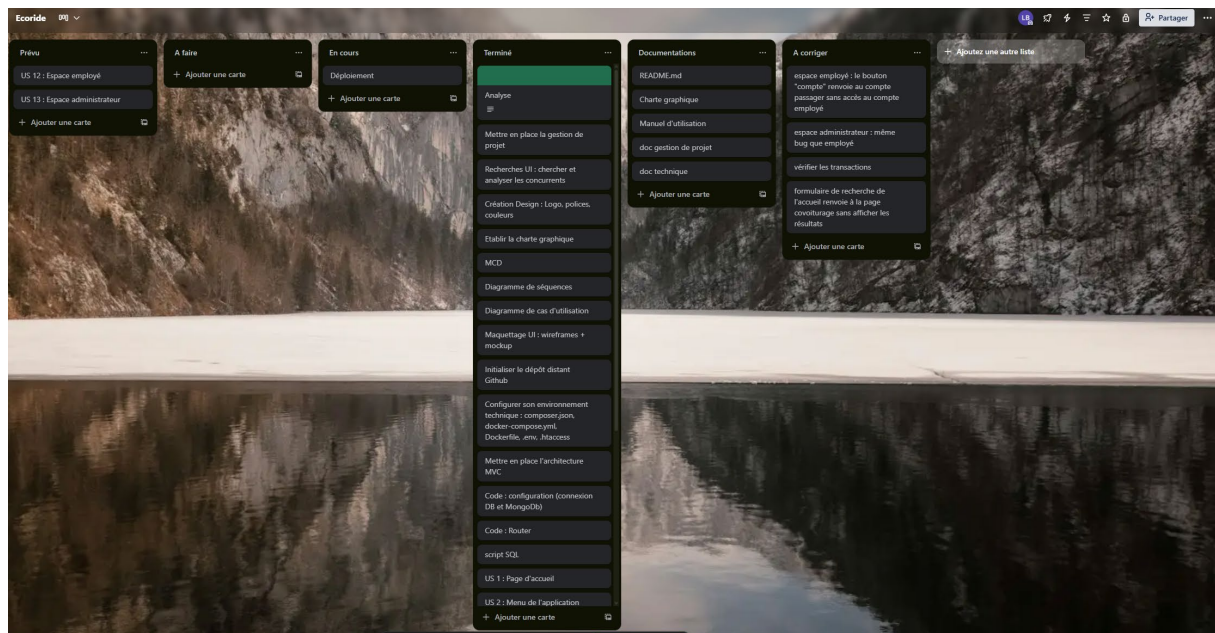 Ecoride
LB
Partager
Prévu
US 12 : Espace employé
US 13 : Espace administrateur
+ Ajouter une carte
A faire
+ Ajouter une carte
En cours
Déploiement
+ Ajouter une carte
Terminé
Analyse
Mettre en place la gestion de
projet
Recherches UI : chercher et
analyser les concurrents
Création Design : Logo, polices,
couleurs
Etablir la charte graphique
MCD
Diagramme de séquences
Diagramme de cas d'utilisation
Maquettage UI : wireframes +
mockup
Initialiser le dépôt distant
Github
Configurer son environnement
technique : composer.json,
docker-compose.yml,
Dockerfile, .env, .htaccess
Mettre en place l'architecture
MVC
Code : configuration (connexion
DB et MongoDb)
Code : Router
script SQL
US 1 : Page d'accueil
US 2 : Menu de l'application
+ Ajouter une carte
Documentations
README.md
Charte graphique
Manuel d'utilisation
doc gestion de projet
doc technique
+ Ajouter une carte
A corriger
espace employé : le bouton
"compte" renvoie au compte
passager sans accès au compte
employé
espace administrateur : même
bug que employé
vérifier les transactions
formulaire de recherche de
l'accueil renvoie à la page
covoiturage sans afficher les
résultats
+ Ajouter une carte
+ Ajoutez une autre liste